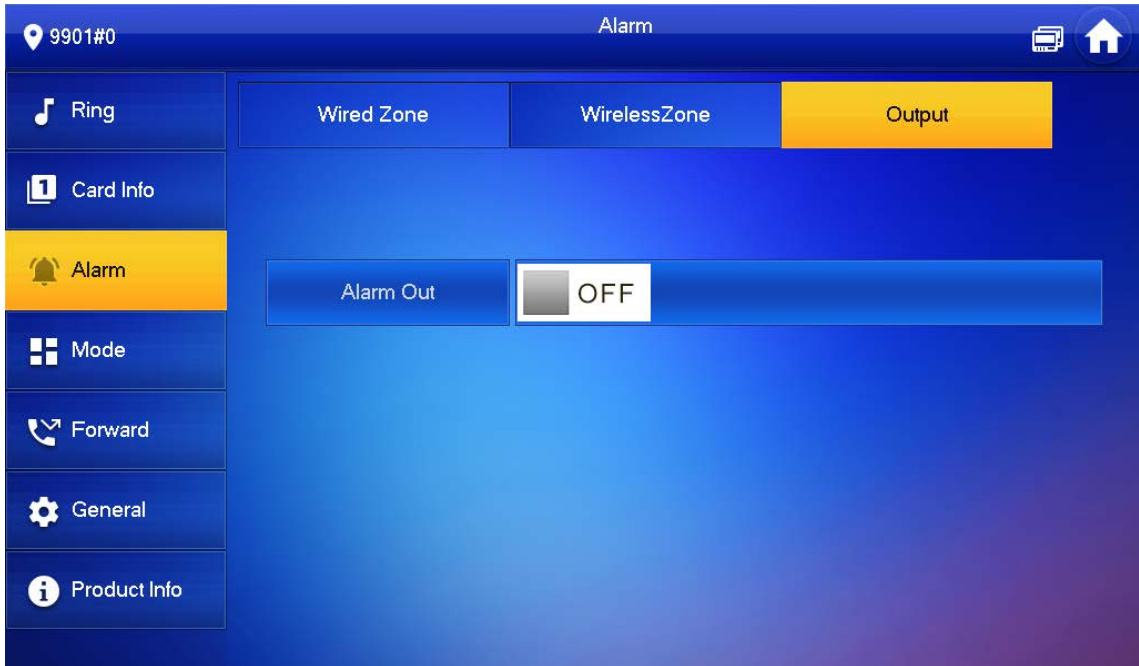 9901#0
Alarm
Ring
Card Info
Alarm
Mode
Forward
General
Product Info
Wired Zone
WirelessZone
Output
Alarm Out
OFF